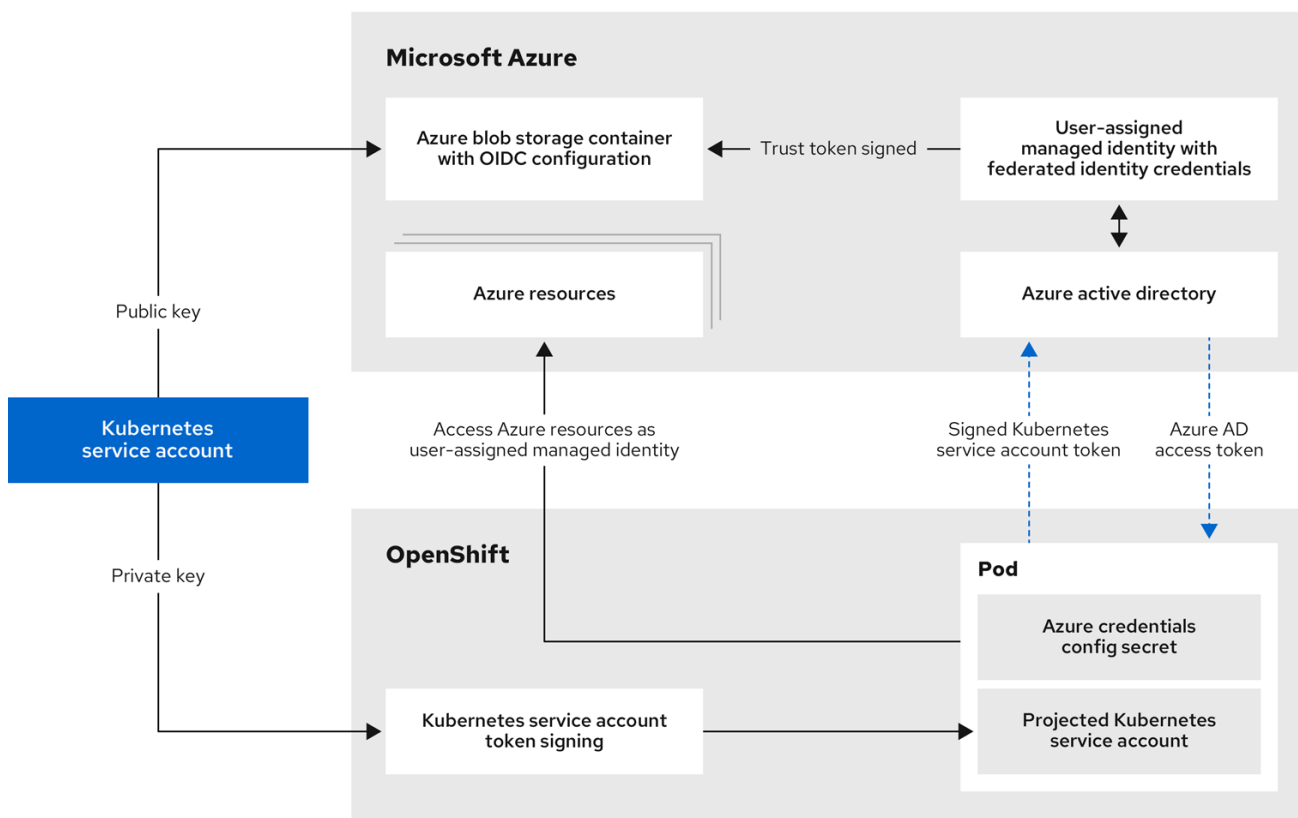 Microsoft Azure
Azure blob storage container
with OIDC configuration
Trust token signed
User-assigned
managed identity with
federated identity credentials
Azure resources
Azure active directory
Public key
Kubernetes
service account
Access Azure resources as
user-assigned managed identity
Signed Kubernetes
service account token
Azure AD
access token
Private key
OpenShift
Pod
Azure credentials
config secret
Kubernetes service account
token signing
Projected Kubernetes
service account